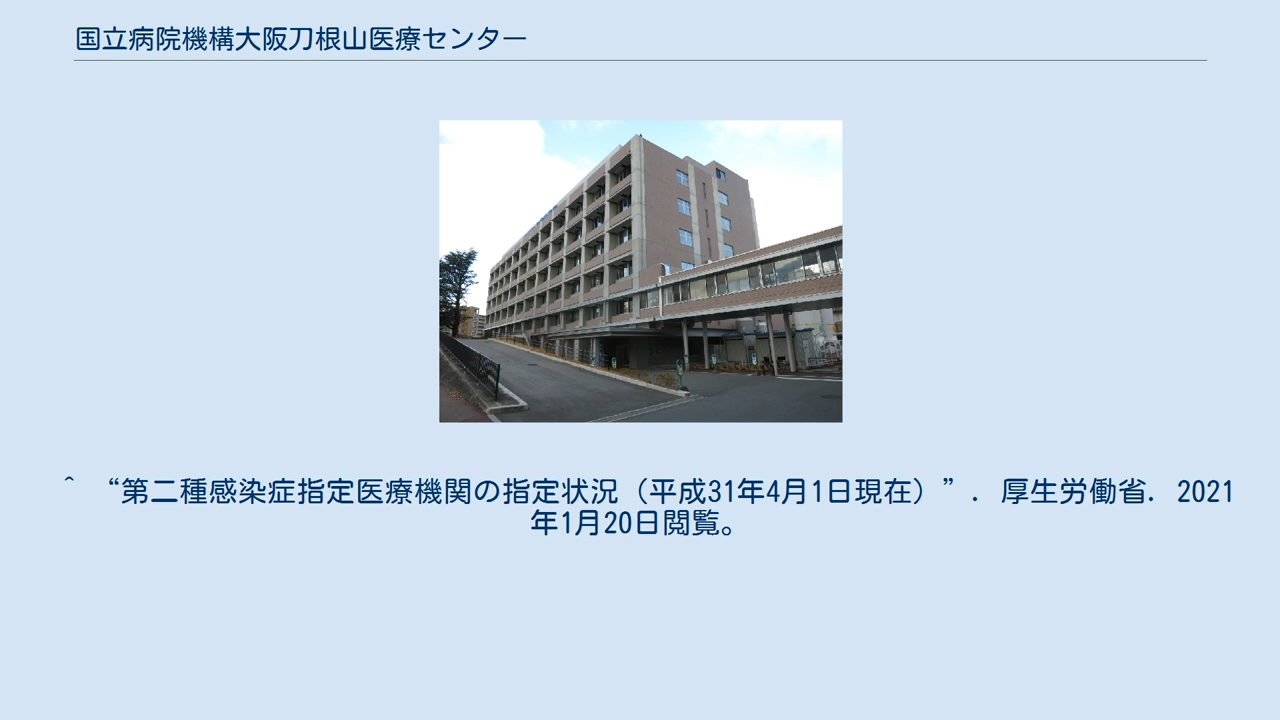 国立病院機構大阪刀根山医療センター
^ “第二種感染症指定医療機関の指定状況（平成31年4月1日現在）”. 厚生労働省. 2021
年1月20日閲覧。